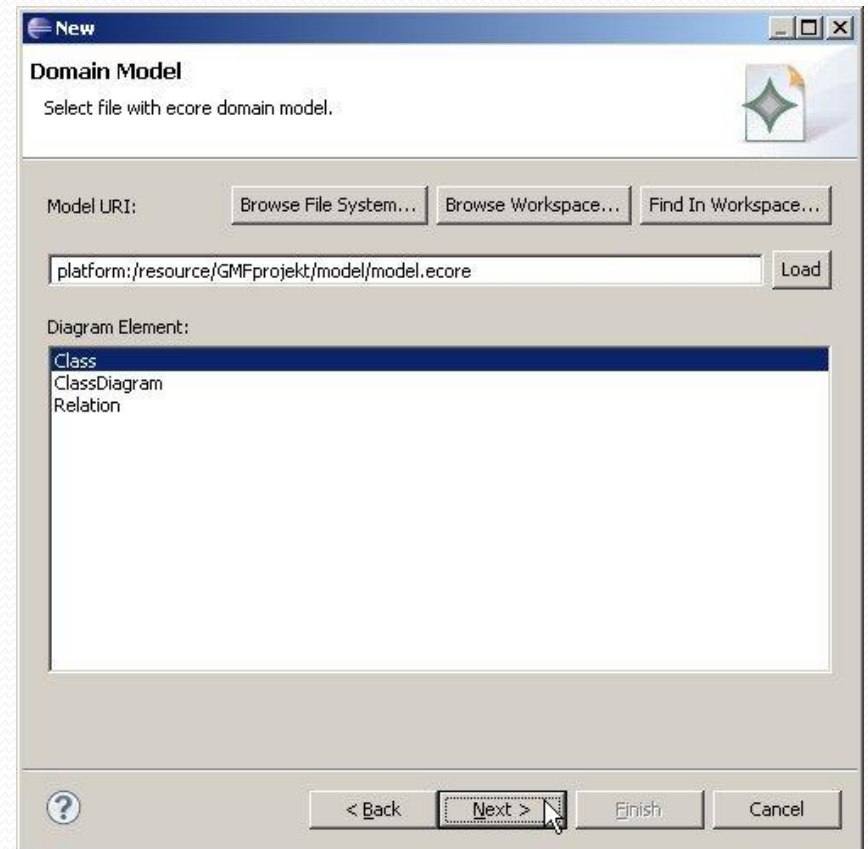 New
Domain Model
Select file with ecore domain model.
Model URI: Browse File System... Browse Workspace... Find In Workspace...
platform:/resource/GMFprojekt/model/model.ecore Load
Diagram Element:
Class
ClassDiagram
Relation
? < Back Next > Finish Cancel